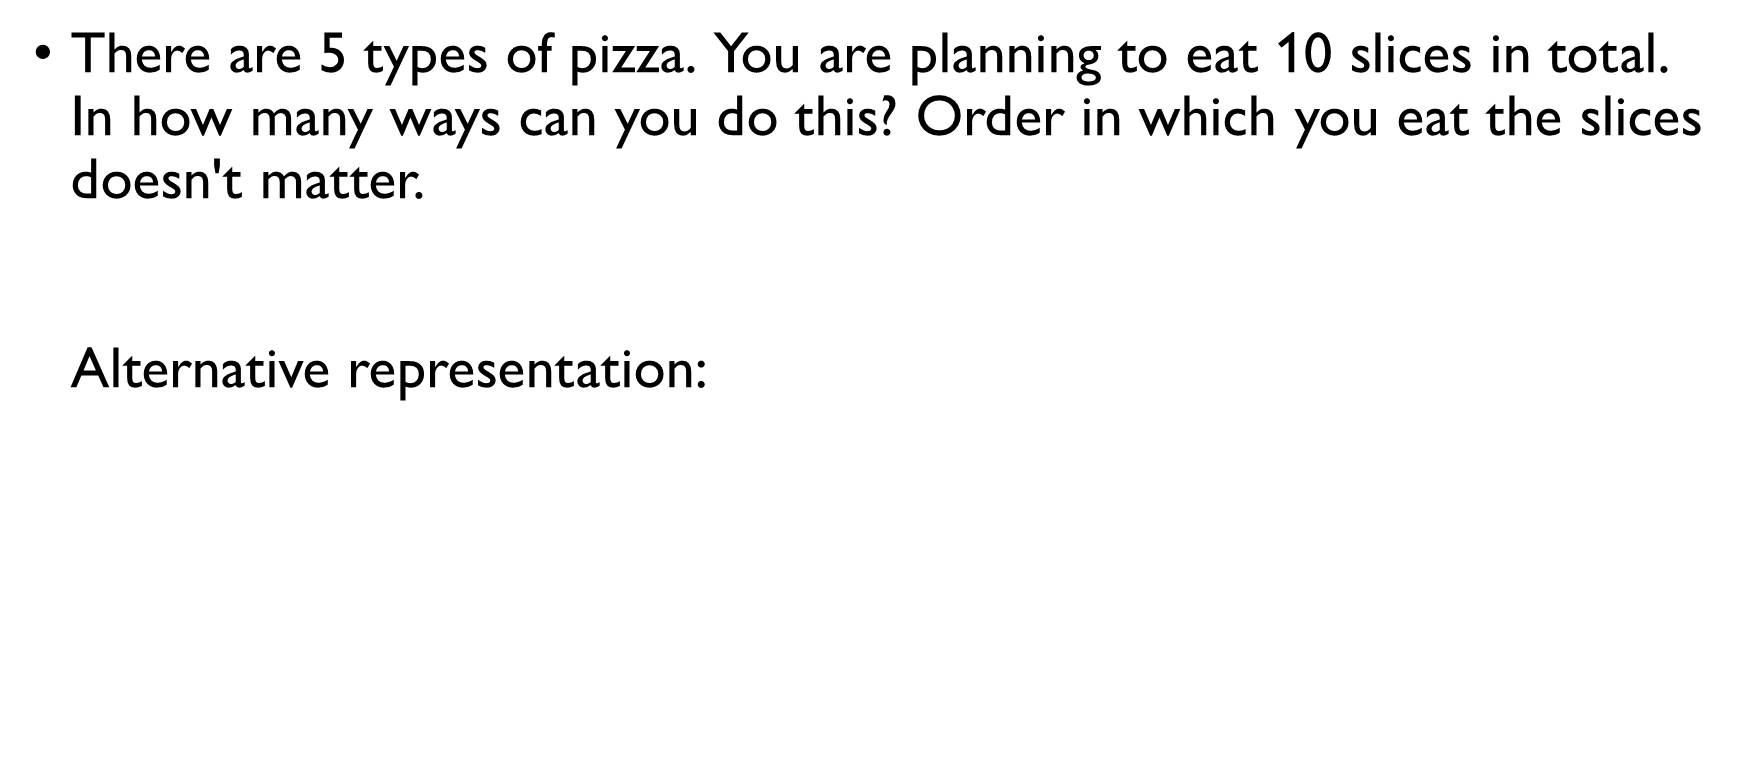 • There are 5 types of pizza. You are planning to eat 10 slices in total.
In how many ways can you do this? Order in which you eat the slices
doesn't matter.
Alternative representation: